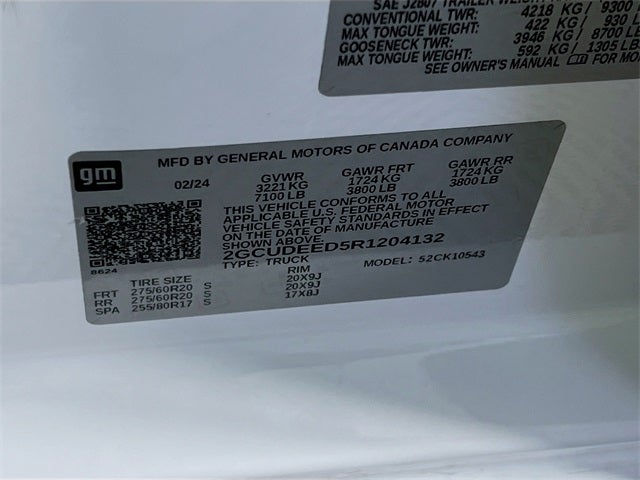 SAE J2807 TRAILER WEIGHT
CONVENTIONAL TWR: 4218 KG/ 9300
MAX TONGUE WEIGHT: 422 KG/ 930 LB
GOOSENECK TWR: 3946 KG/ 8700 LB
MAX TONGUE WEIGHT: 592 KG/ 1305 LB
SEE OWNER'S MANUAL gm FOR MO
gm
MFD BY GENERAL MOTORS OF CANADA COMPANY
02/24 GVWR GAWR FRT GAWR RR
3221 KG 1724 KG 1724 KG
7100 LB 3800 LB 3800 LB
THIS VEHICLE CONFORMS TO ALL
APPLICABLE U.S. FEDERAL MOTOR
VEHICLE SAFETY STANDARDS IN EFFECT
ON THE DATE OF MANUFACTURE
SHOWN ABOVE.
2GCUDEED5R1204132
8624
TYPE: TRUCK MODEL: 52CK10543
TIRE SIZE RIM
FRT 275/60R20 S 20X9J
RR 275/60R20 S 20X9J
SPA 255/80R17 S 17X8J